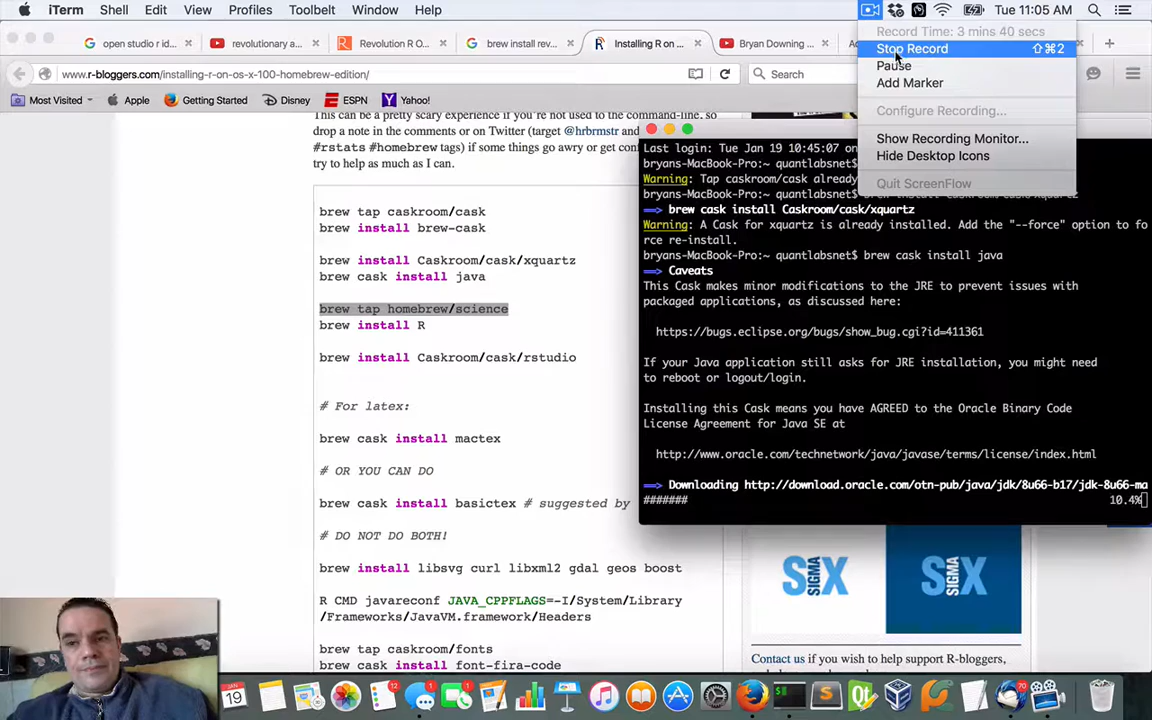 iTerm Shell Edit View Profiles Toolbelt Window Help Tue 11:05 AM
open studio r id... revolutionary a... Revolution R O... brew install rev... Installing R on ... Bryan Downing ...
www.r-bloggers.com/installing-r-on-os-x-100-homebrew-edition/
Search
Most Visited Apple Getting Started Disney ESPN Yahoo!
Record Time: 3 mins 40 secs
Stop Record ⇧⌘2
Pause
Add Marker
Configure Recording...
Show Recording Monitor...
Hide Desktop Icons
Quit ScreenFlow
This can be a pretty scary experience if you're not used to the command-line, so
drop a note in the comments or on Twitter (target @hrbrmstr and
#rstats #homebrew tags) if some things go awry or get
try to help as much as I can.
brew tap caskroom/cask
brew install brew-cask
brew install Caskroom/cask/xquartz
brew cask install java
brew tap homebrew/science
brew install R
brew install Caskroom/cask/rstudio
# For latex:
brew cask install mactex
# OR YOU CAN DO
brew cask install basictex # suggested by
# DO NOT DO BOTH!
brew install libsvg curl libxml2 gdal geos boost
R CMD javareconf JAVA_CPPFLAGS=-I/System/Library
/Frameworks/JavaVM.framework/Headers
brew tap caskroom/fonts
brew cask install font-fira-code
Last login: Tue Jan 19 10:45:07
bryans-MacBook-Pro:~ quantlabsnet$
Warning: Tap caskroom/cask already
bryans-MacBook-Pro:~ quantlabsnet$
==> brew cask install Caskroom/cask/xquartz
Warning: A Cask for xquartz is already installed. Add the "--force" option to fo
rce re-install.
bryans-MacBook-Pro:~ quantlabsnet$ brew cask install java
==> Caveats
This Cask makes minor modifications to the JRE to prevent issues with
packaged applications, as discussed here:
https://bugs.eclipse.org/bugs/show_bug.cgi?id=411361
If your Java application still asks for JRE installation, you might need
to reboot or logout/login.
Installing this Cask means you have AGREED to the Oracle Binary Code
License Agreement for Java SE at
http://www.oracle.com/technetwork/java/javase/terms/license/index.html
==> Downloading http://download.oracle.com/otn-pub/java/jdk/8u66-b17/jdk-8u66-ma
####### 10.4%
SIX
SIGMA
SIX
SIGMA
Contact us if you wish to help support R-bloggers,
JAN
19
12
1
1
70